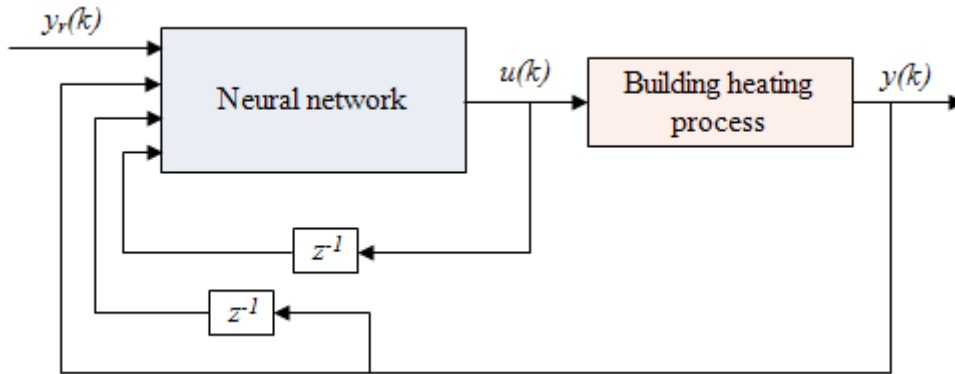 yᵣ(k)
Neural network
u(k)
Building heating
process
y(k)
z⁻¹
z⁻¹